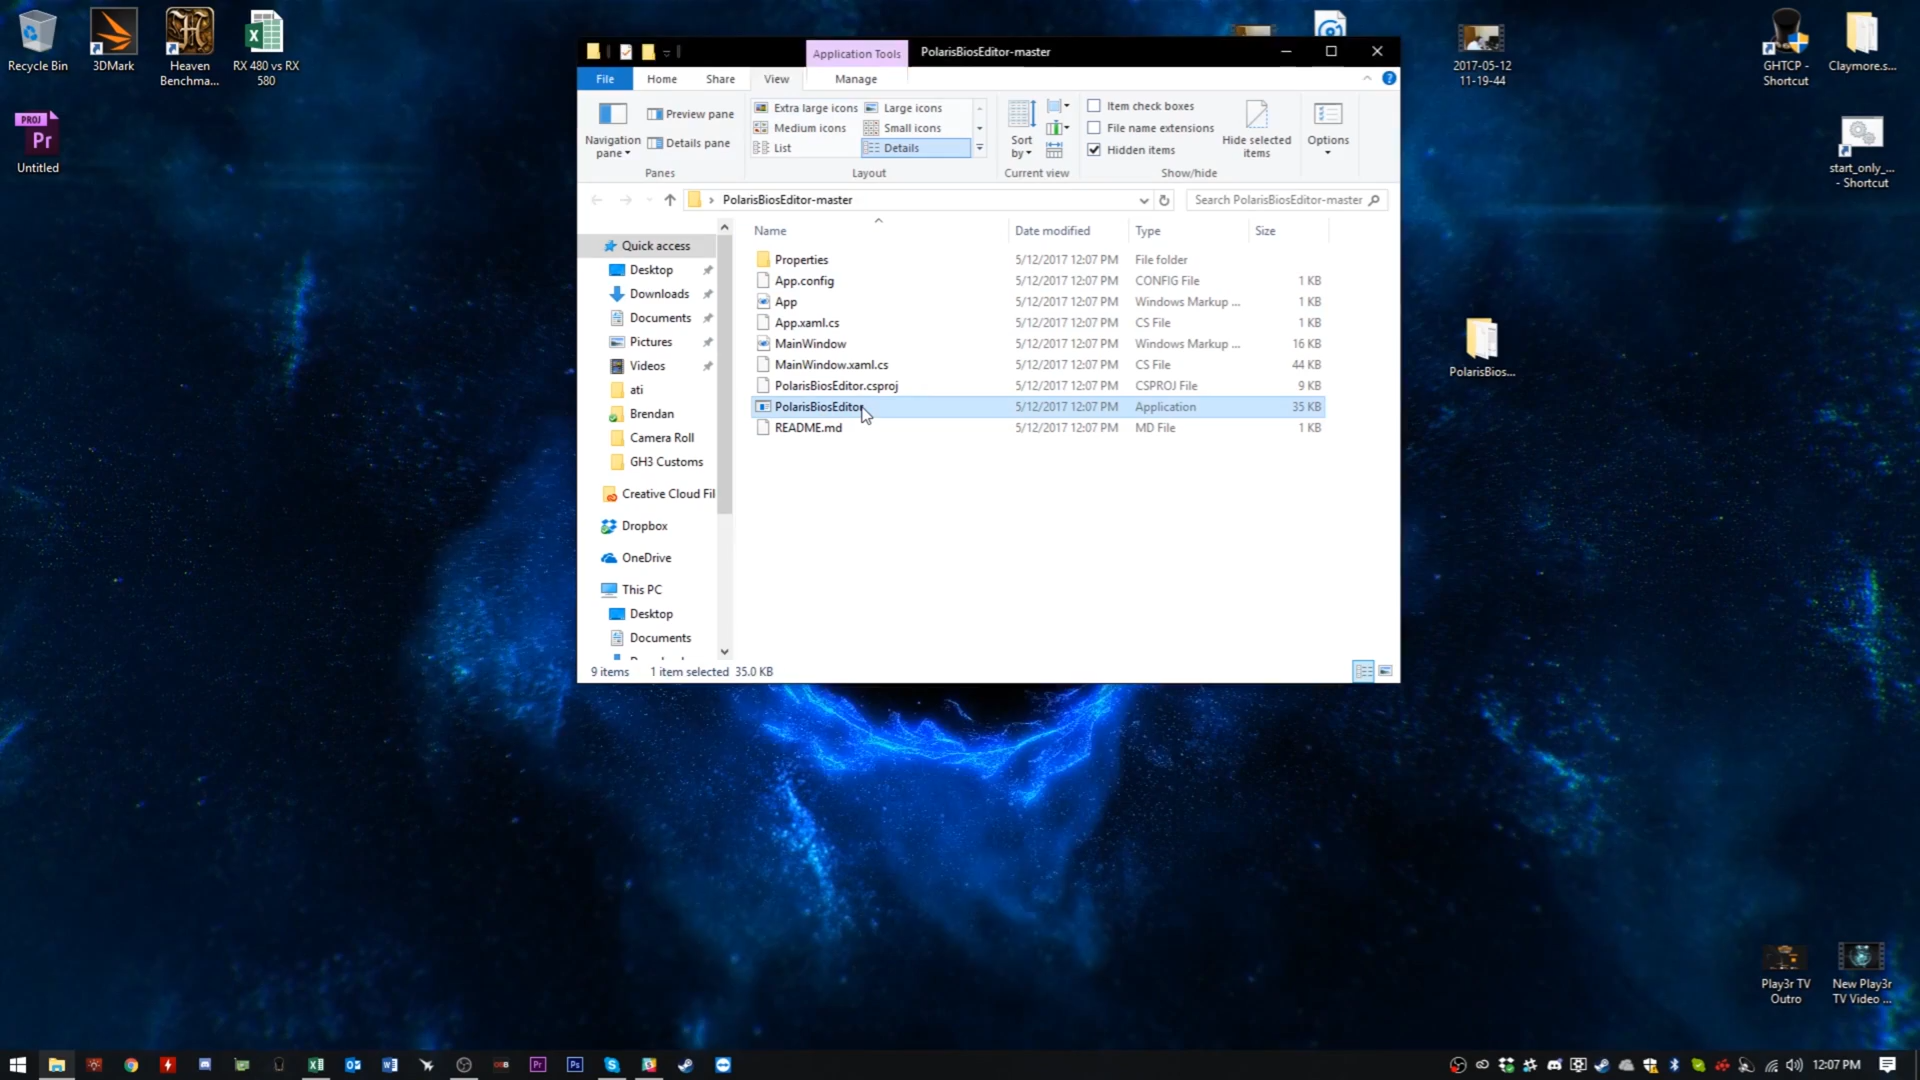 Recycle Bin
3DMark
Heaven
Benchma...
RX 480 vs RX
580
PROJ
Pr
Untitled
Application Tools
PolarisBiosEditor-master
2017-05-12
11-19-44
GHTCP -
Shortcut
Claymore.s...
start_only_...
- Shortcut
PolarisBios...
File
Home
Share
View
Manage
Navigation
pane
Preview pane
Details pane
Panes
Extra large icons
Large icons
Medium icons
Small icons
List
Details
Layout
Sort
by
Current view
Item check boxes
File name extensions
Hidden items
Hide selected
items
Show/hide
Options
PolarisBiosEditor-master
Search PolarisBiosEditor-master
Name
Date modified
Type
Size
Properties 5/12/2017 12:07 PM File folder
App.config 5/12/2017 12:07 PM CONFIG File 1 KB
App 5/12/2017 12:07 PM Windows Markup ... 1 KB
App.xaml.cs 5/12/2017 12:07 PM CS File 1 KB
MainWindow 5/12/2017 12:07 PM Windows Markup ... 16 KB
MainWindow.xaml.cs 5/12/2017 12:07 PM CS File 44 KB
PolarisBiosEditor.csproj 5/12/2017 12:07 PM CSPROJ File 9 KB
PolarisBiosEditor 5/12/2017 12:07 PM Application 35 KB
README.md 5/12/2017 12:07 PM MD File 1 KB
Quick access
Desktop
Downloads
Documents
Pictures
Videos
ati
Brendan
Camera Roll
GH3 Customs
Creative Cloud Fil
Dropbox
OneDrive
This PC
Desktop
Documents
9 items 1 item selected 35.0 KB
Play3r TV
Outro
New Play3r
TV Video ...
Pr
Ps
12:07 PM